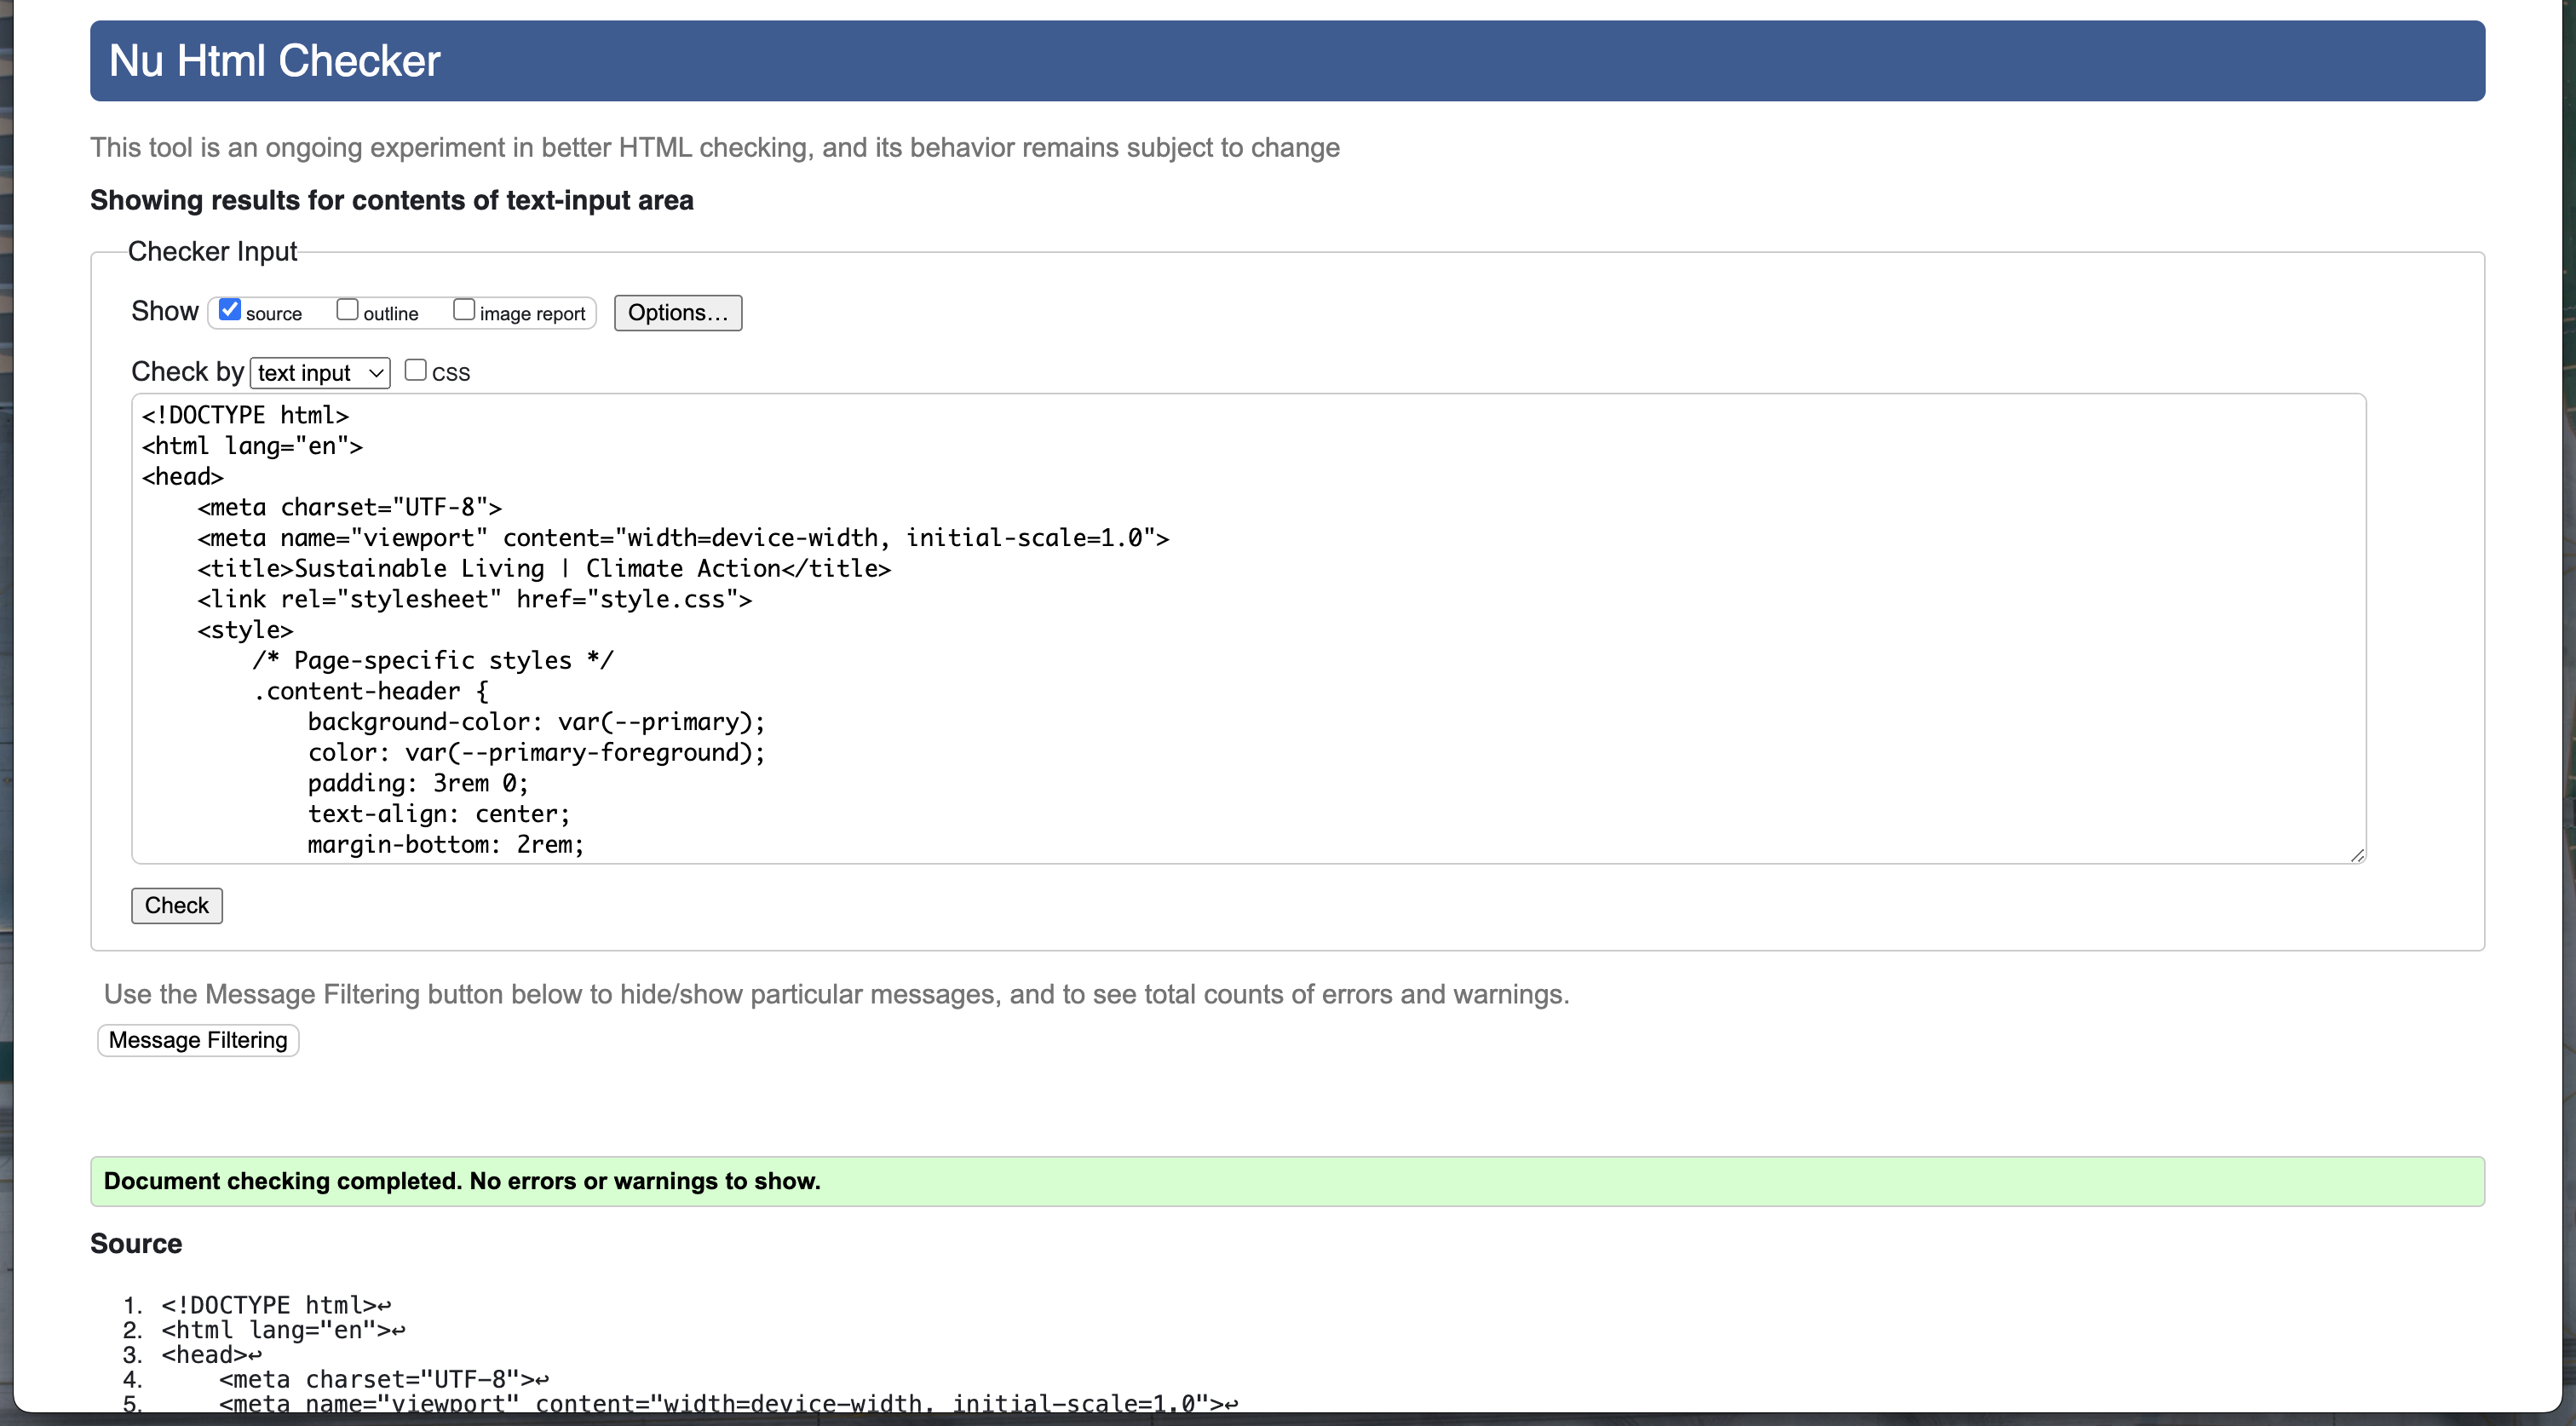 Nu Html Checker
This tool is an ongoing experiment in better HTML checking, and its behavior remains subject to change
Showing results for contents of text-input area
Checker Input
Show source outline image report Options...
Check by text input CSS
<!DOCTYPE html>
<html lang="en">
<head>
    <meta charset="UTF-8">
    <meta name="viewport" content="width=device-width, initial-scale=1.0">
    <title>Sustainable Living | Climate Action</title>
    <link rel="stylesheet" href="style.css">
    <style>
        /* Page-specific styles */
        .content-header {
            background-color: var(--primary);
            color: var(--primary-foreground);
            padding: 3rem 0;
            text-align: center;
            margin-bottom: 2rem;
Check
Use the Message Filtering button below to hide/show particular messages, and to see total counts of errors and warnings.
Message Filtering
Document checking completed. No errors or warnings to show.
Source
1. <!DOCTYPE html>↩
2. <html lang="en">↩
3. <head>↩
4.     <meta charset="UTF-8">↩
5.     <meta name="viewport" content="width=device-width, initial-scale=1.0">↩